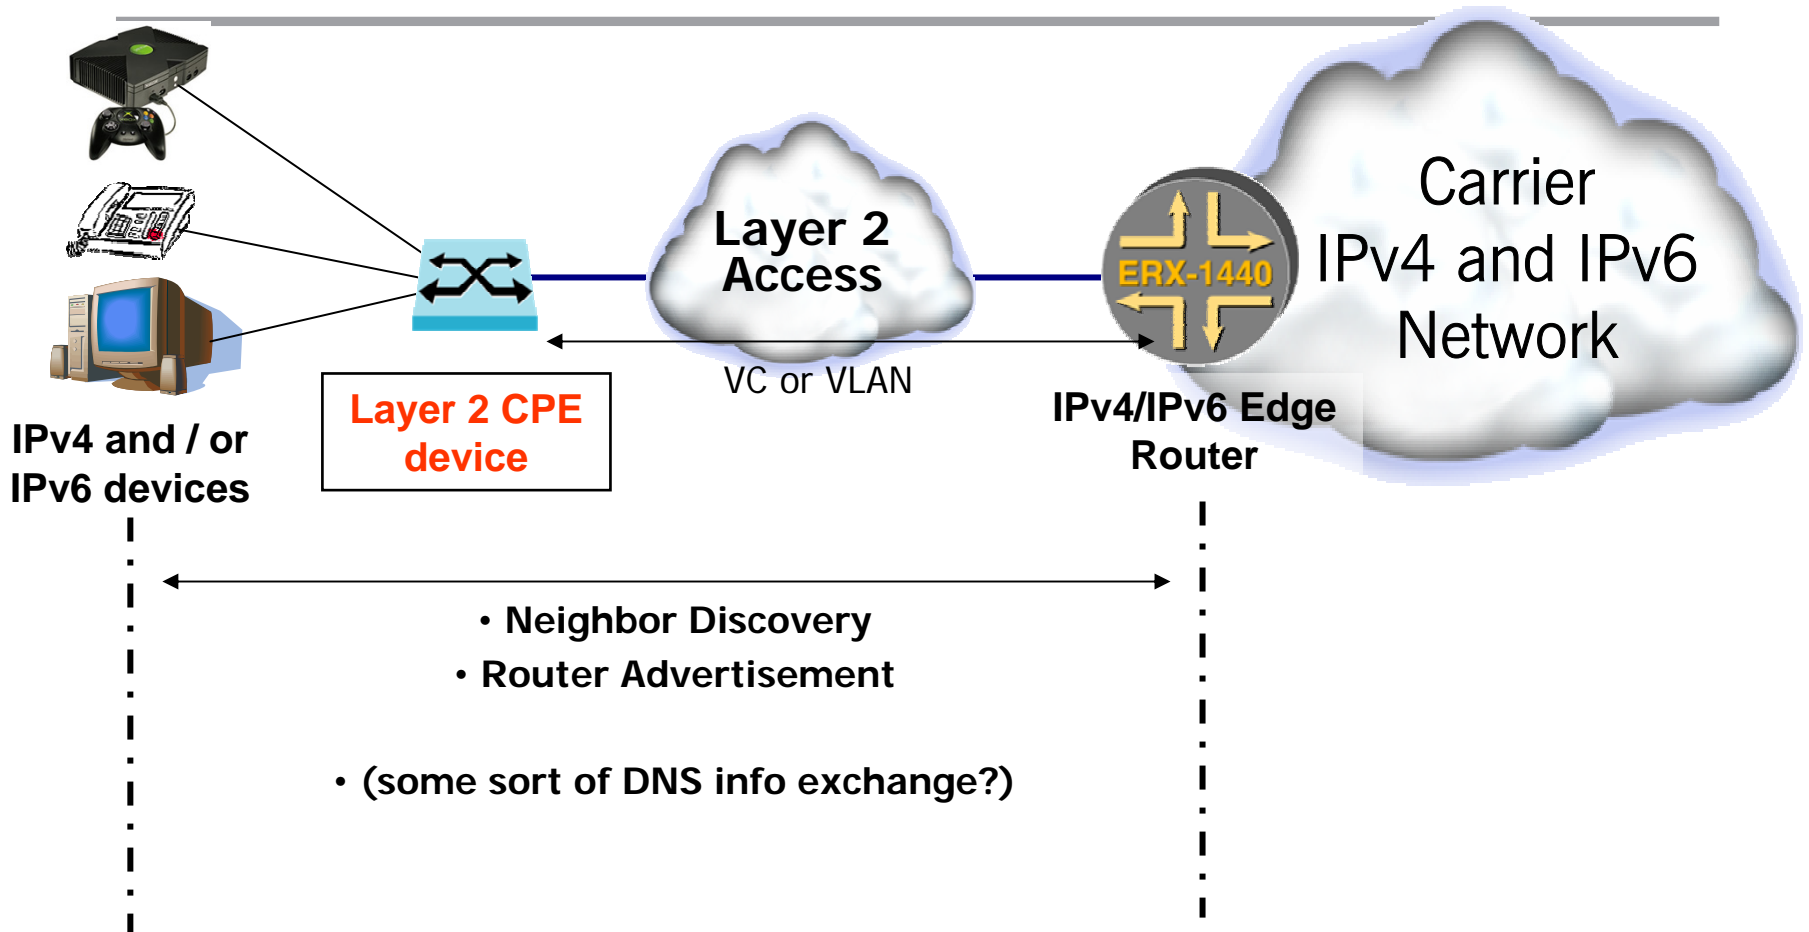 Carrier
IPv4 and IPv6
Network
Layer 2
Access
ERX-1440
VC or VLAN
Layer 2 CPE
device
IPv4/IPv6 Edge
Router
IPv4 and / or
IPv6 devices
• Neighbor Discovery
• Router Advertisement
• (some sort of DNS info exchange?)